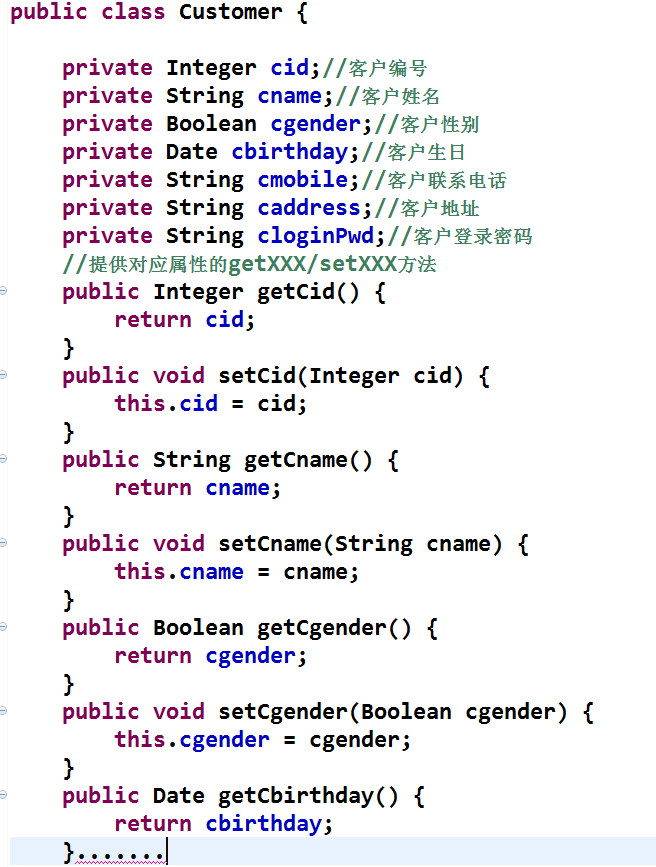 public class Customer {
private Integer cid;//客户编号
private String cname;//客户姓名
private Boolean cgender;//客户性别
private Date cbirthday;//客户生日
private String cmobile;//客户联系电话
private String caddress;//客户地址
private String cloginPwd;//客户登录密码
//提供对应属性的getXXX/setXXX方法
public Integer getCid() {
return cid;
}
public void setCid(Integer cid) {
this.cid = cid;
}
public String getCname() {
return cname;
}
public void setCname(String cname) {
this.cname = cname;
}
public Boolean getCgender() {
return cgender;
}
public void setCgender(Boolean cgender) {
this.cgender = cgender;
}
public Date getCbirthday() {
return cbirthday;
}.......